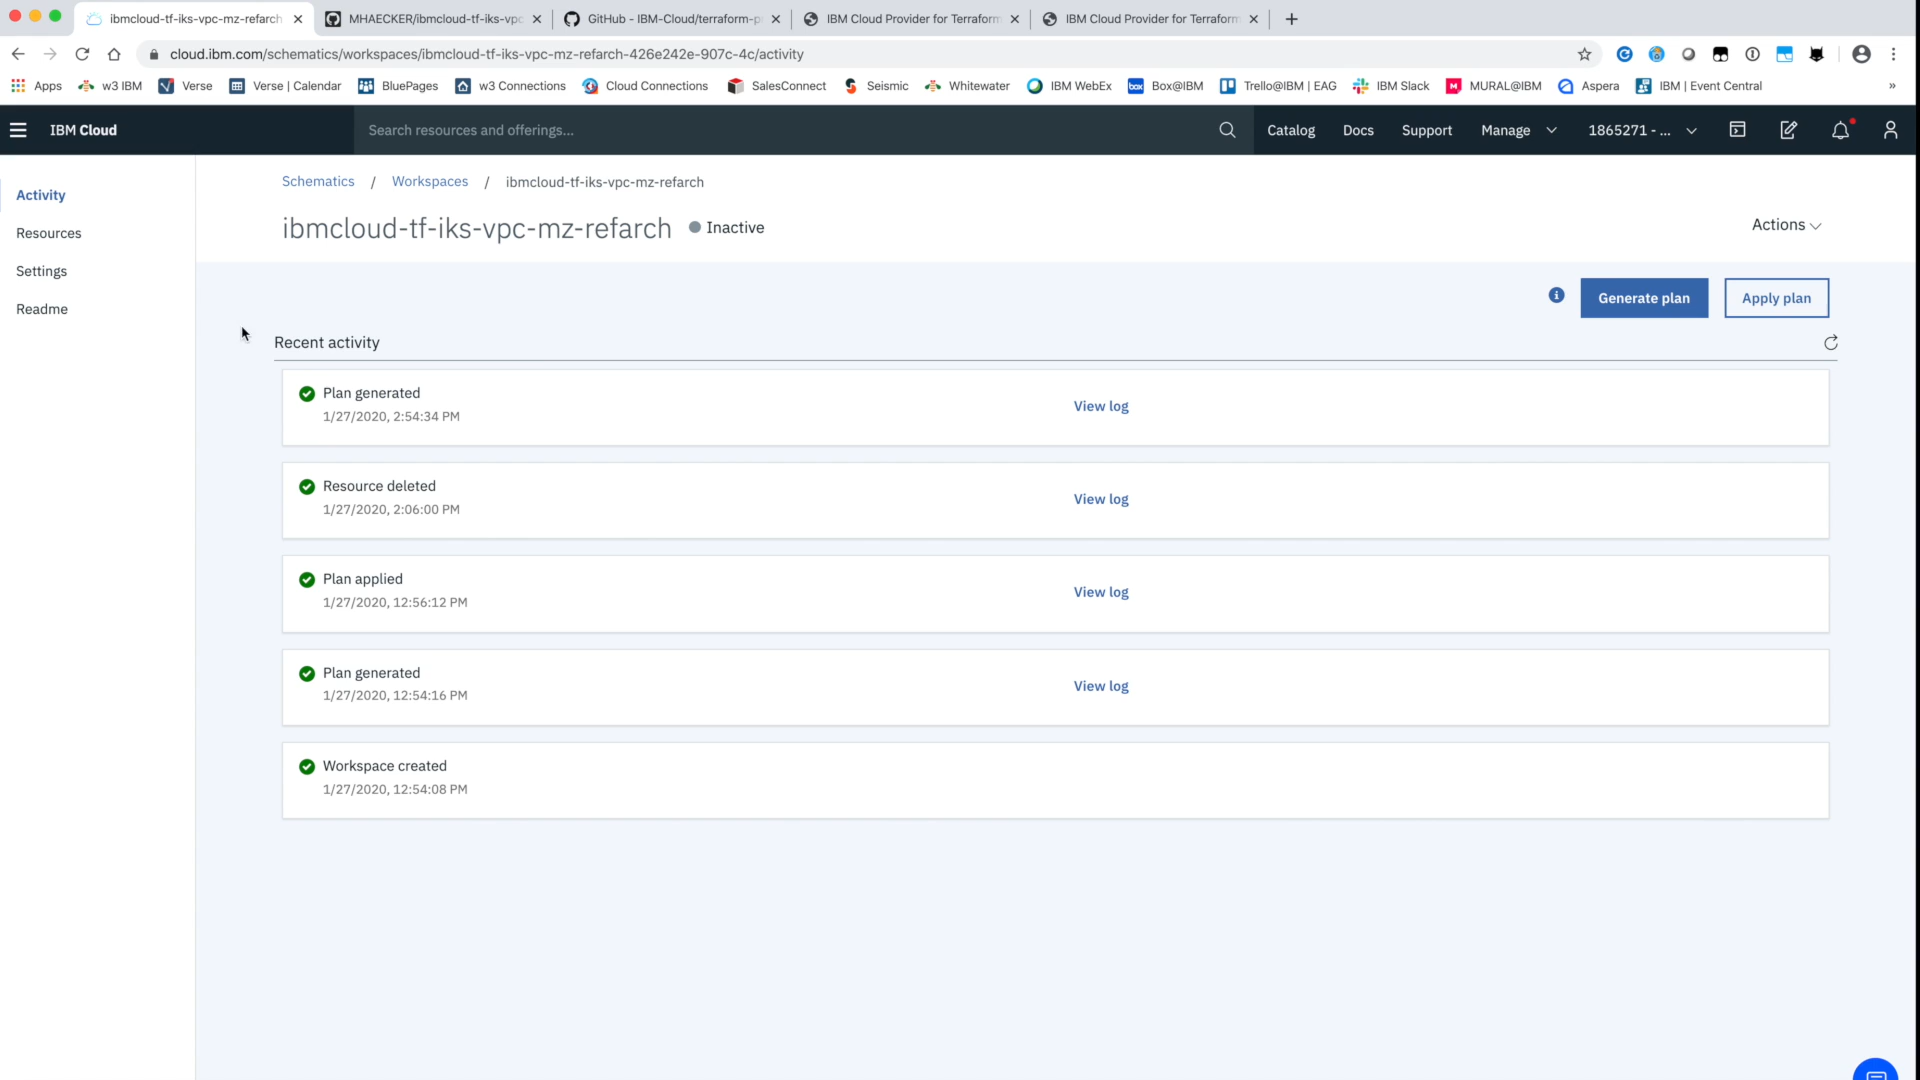 ibmcloud-tf-iks-vpc-mz-refarch
MHAECKER/ibmcloud-tf-iks-vpc
GitHub - IBM-Cloud/terraform-p
IBM Cloud Provider for Terraform
IBM Cloud Provider for Terraform
cloud.ibm.com/schematics/workspaces/ibmcloud-tf-iks-vpc-mz-refarch-426e242e-907c-4c/activity
Apps
w3 IBM
Verse
Verse | Calendar
BluePages
w3 Connections
Cloud Connections
SalesConnect
Seismic
Whitewater
IBM WebEx
box
Box@IBM
Trello@IBM | EAG
IBM Slack
MURAL@IBM
Aspera
IBM | Event Central
»
IBM Cloud
Search resources and offerings...
Catalog
Docs
Support
Manage
1865271 - ...
Activity
Resources
Settings
Readme
Schematics / Workspaces / ibmcloud-tf-iks-vpc-mz-refarch
ibmcloud-tf-iks-vpc-mz-refarch
Inactive
Actions
Generate plan
Apply plan
Recent activity
Plan generated
1/27/2020, 2:54:34 PM
View log
Resource deleted
1/27/2020, 2:06:00 PM
View log
Plan applied
1/27/2020, 12:56:12 PM
View log
Plan generated
1/27/2020, 12:54:16 PM
View log
Workspace created
1/27/2020, 12:54:08 PM